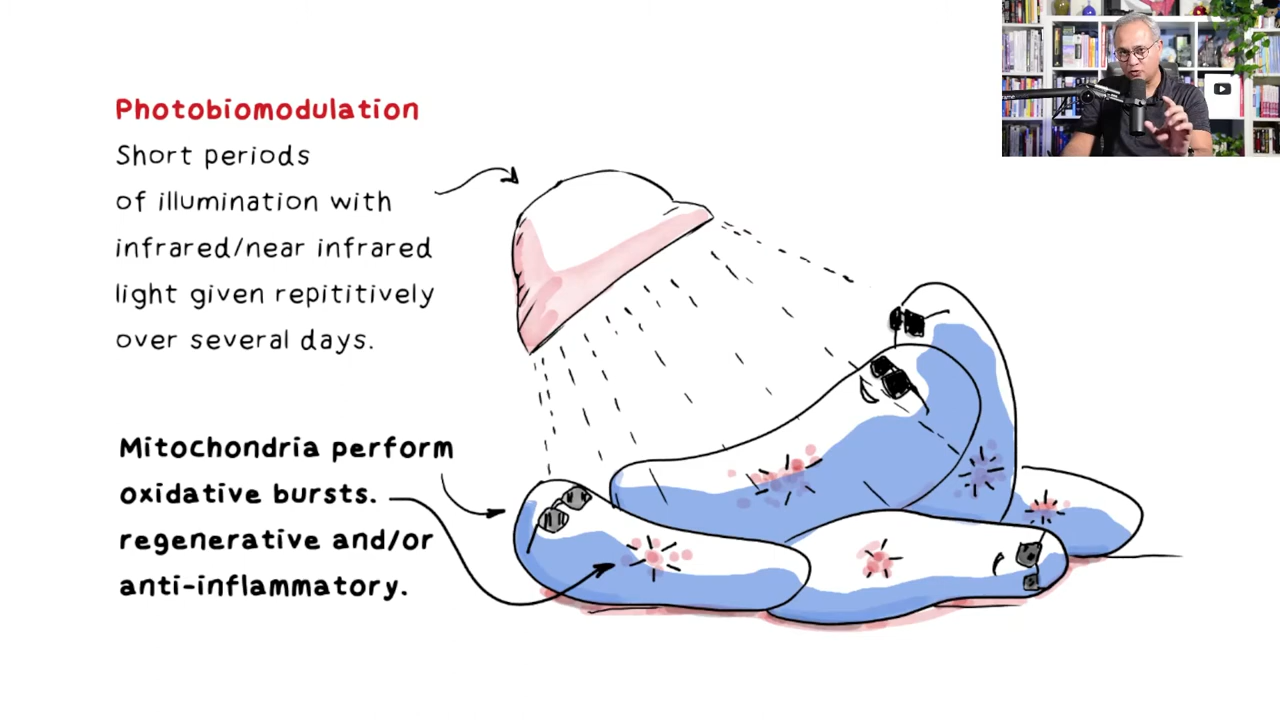 Photobiomodulation
Short periods
of illumination with
infrared/near infrared
light given repititively
over several days.
Mitochondria perform
oxidative bursts.
regenerative and/or
anti-inflammatory.